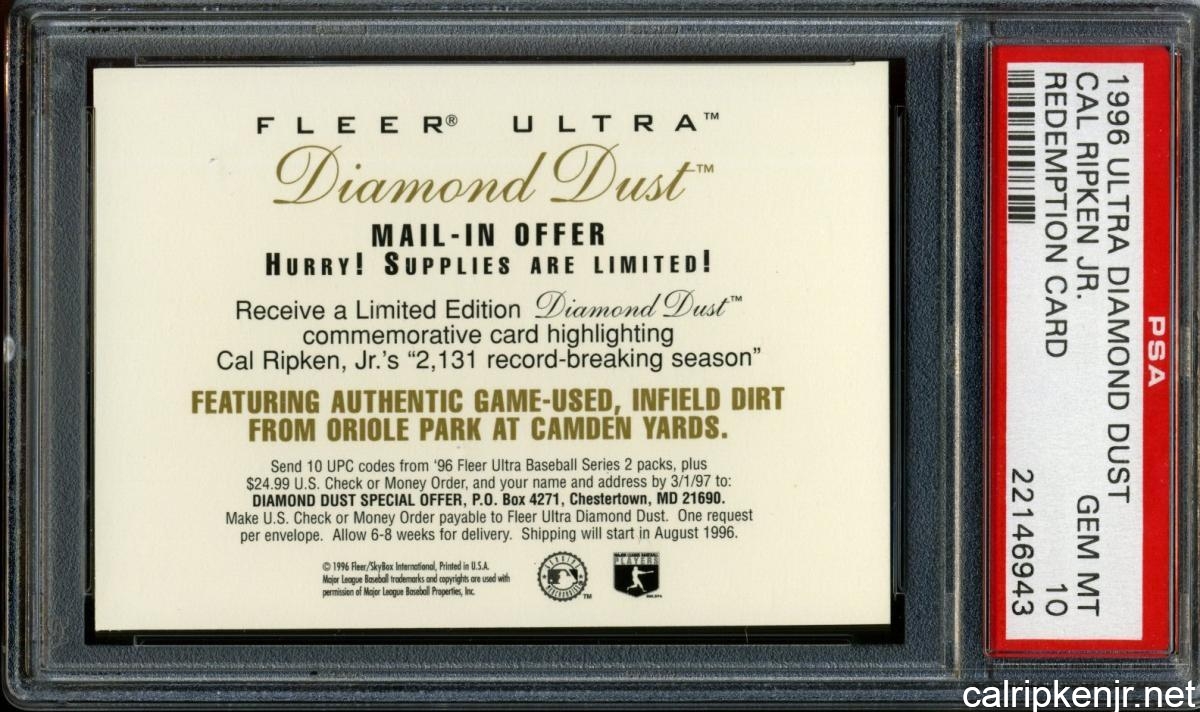 FLEER® ULTRA™
Diamond Dust™
MAIL-IN OFFER
HURRY! SUPPLIES ARE LIMITED!
Receive a Limited Edition Diamond Dust™
commemorative card highlighting
Cal Ripken, Jr.'s “2,131 record-breaking season”
FEATURING AUTHENTIC GAME-USED, INFIELD DIRT
FROM ORIOLE PARK AT CAMDEN YARDS.
Send 10 UPC codes from '96 Fleer Ultra Baseball Series 2 packs, plus
$24.99 U.S. Check or Money Order, and your name and address by 3/1/97 to:
DIAMOND DUST SPECIAL OFFER, P.O. Box 4271, Chestertown, MD 21690.
Make U.S. Check or Money Order payable to Fleer Ultra Diamond Dust. One request
per envelope. Allow 6-8 weeks for delivery. Shipping will start in August 1996.
© 1996 Fleer/SkyBox International, Printed in U.S.A.
Major League Baseball trademarks and copyrights are used with
permission of Major League Baseball Properties, Inc.
TM
MAJOR LEAGUE BASEBALL
PLAYERS
PSA
1996 ULTRA DIAMOND DUST
CAL RIPKEN JR. GEM MT
REDEMPTION CARD 10
22146943
calripkenjr.net